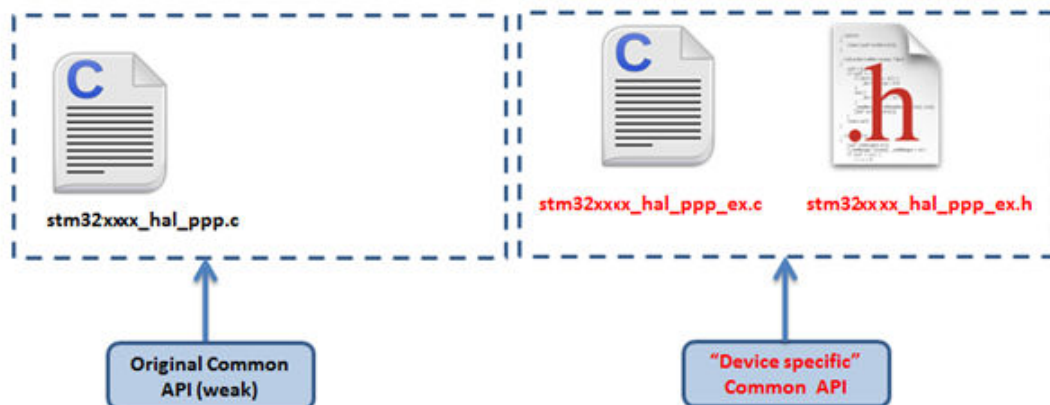 C
C
.h
stm32xxxx_hal_ppp.c
stm32xxxx_hal_ppp_ex.c
stm32xxxx_hal_ppp_ex.h
Original Common
API (weak)
“Device specific”
Common API